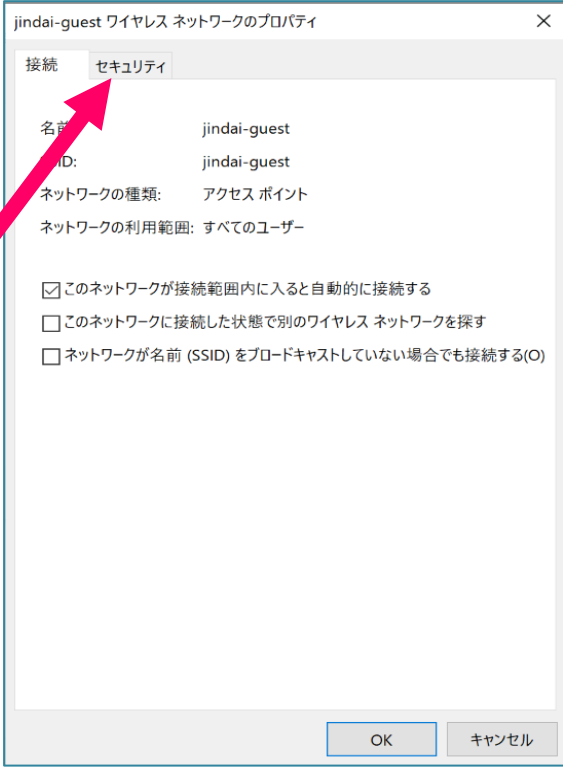 jindai-guest ワイヤレス ネットワークのプロパティ
接続 セキュリティ
名前 jindai-guest
ID: jindai-guest
ネットワークの種類: アクセス ポイント
ネットワークの利用範囲: すべてのユーザー
このネットワークが接続範囲内に入ると自動的に接続する
このネットワークに接続した状態で別のワイヤレス ネットワークを探す
ネットワークが名前 (SSID) をブロードキャストしていない場合でも接続する(O)
OK キャンセル